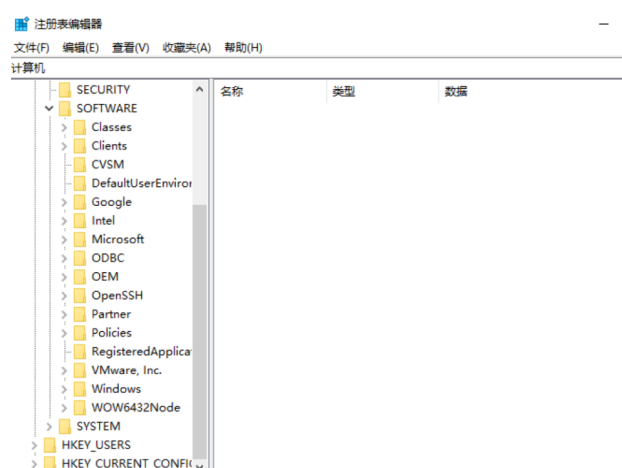 注册表编辑器
文件(F) 编辑(E) 查看(V) 收藏夹(A) 帮助(H)
计算机
名称 类型 数据
SECURITY
SOFTWARE
Classes
Clients
CVSM
DefaultUserEnviror
Google
Intel
Microsoft
ODBC
OEM
OpenSSH
Partner
Policies
RegisteredApplica
VMware, Inc.
Windows
WOW6432Node
SYSTEM
HKEY_USERS
HKEY_CURRENT_CONFI